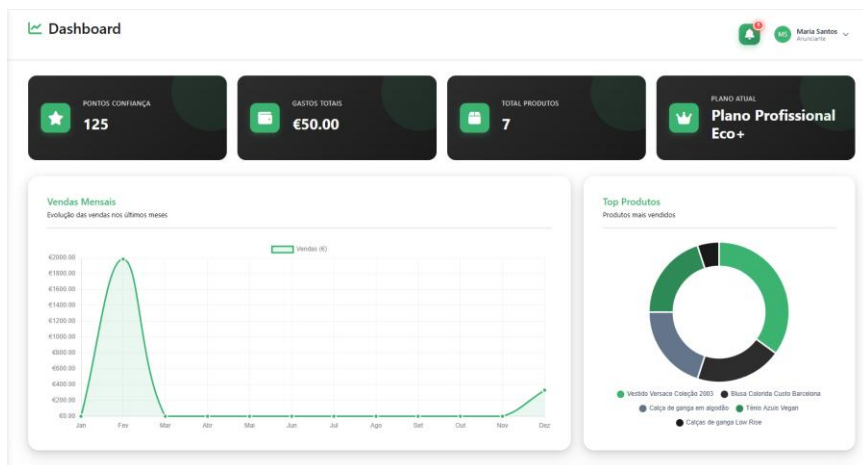 Dashboard
MS
Maria Santos
Anunciante
PONTOS CONFIANÇA
125
GASTOS TOTAIS
€50.00
TOTAL PRODUTOS
7
PLANO ATUAL
Plano Profissional
Eco+
Vendas Mensais
Evolução das vendas nos últimos meses
Vendas (€)
€2000.00
€1800.00
€1600.00
€1400.00
€1200.00
€1000.00
€800.00
€600.00
€400.00
€200.00
€0.00
Jan Fev Mar Abr Mai Jun Jul Ago Set Out Nov Dez
Top Produtos
Produtos mais vendidos
Vestido Versace Coleção 2003 Blusa Colorida Custo Barcelona
Calça de ganga em algodão Ténis Azuis Vegan
Calças de ganga Low Rise